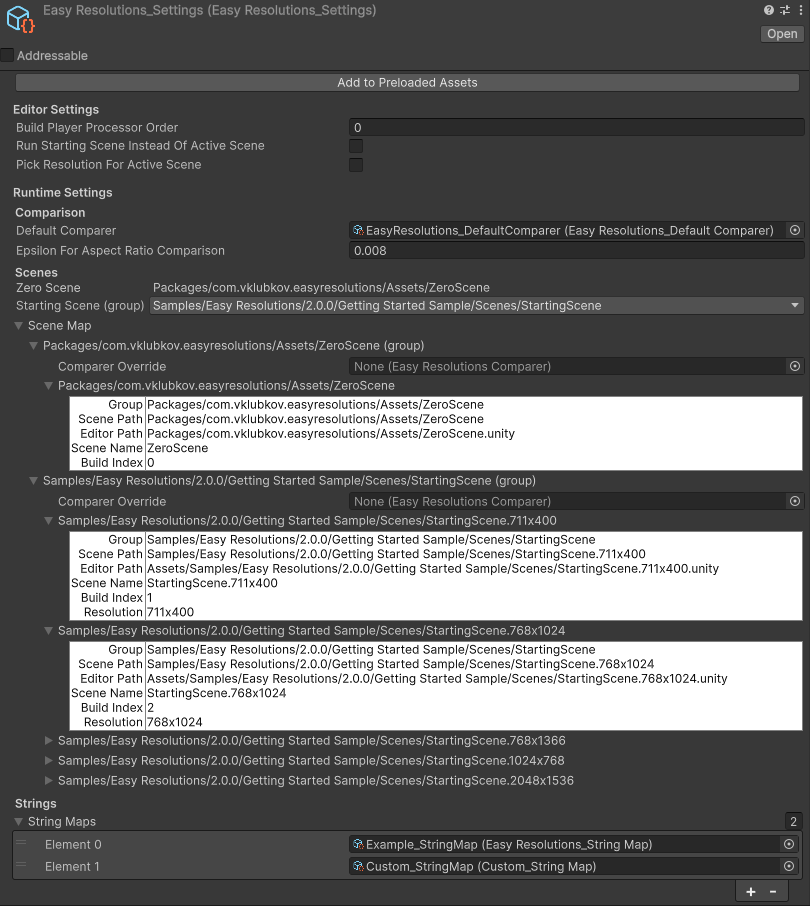 Easy Resolutions_Settings (Easy Resolutions_Settings)
Open
Addressable
Add to Preloaded Assets
Editor Settings
Build Player Processor Order 0
Run Starting Scene Instead Of Active Scene
Pick Resolution For Active Scene
Runtime Settings
Comparison
Default Comparer EasyResolutions_DefaultComparer (Easy Resolutions_Default Comparer)
Epsilon For Aspect Ratio Comparison 0.008
Scenes
Zero Scene Packages/com.vklubkov.easyresolutions/Assets/ZeroScene
Starting Scene (group) Samples/Easy Resolutions/2.0.0/Getting Started Sample/Scenes/StartingScene
Scene Map
Packages/com.vklubkov.easyresolutions/Assets/ZeroScene (group)
Comparer Override None (Easy Resolutions Comparer)
Packages/com.vklubkov.easyresolutions/Assets/ZeroScene
Group Packages/com.vklubkov.easyresolutions/Assets/ZeroScene
Scene Path Packages/com.vklubkov.easyresolutions/Assets/ZeroScene
Editor Path Packages/com.vklubkov.easyresolutions/Assets/ZeroScene.unity
Scene Name ZeroScene
Build Index 0
Samples/Easy Resolutions/2.0.0/Getting Started Sample/Scenes/StartingScene (group)
Comparer Override None (Easy Resolutions Comparer)
Samples/Easy Resolutions/2.0.0/Getting Started Sample/Scenes/StartingScene.711x400
Group Samples/Easy Resolutions/2.0.0/Getting Started Sample/Scenes/StartingScene
Scene Path Samples/Easy Resolutions/2.0.0/Getting Started Sample/Scenes/StartingScene.711x400
Editor Path Assets/Samples/Easy Resolutions/2.0.0/Getting Started Sample/Scenes/StartingScene.711x400.unity
Scene Name StartingScene.711x400
Build Index 1
Resolution 711x400
Samples/Easy Resolutions/2.0.0/Getting Started Sample/Scenes/StartingScene.768x1024
Group Samples/Easy Resolutions/2.0.0/Getting Started Sample/Scenes/StartingScene
Scene Path Samples/Easy Resolutions/2.0.0/Getting Started Sample/Scenes/StartingScene.768x1024
Editor Path Assets/Samples/Easy Resolutions/2.0.0/Getting Started Sample/Scenes/StartingScene.768x1024.unity
Scene Name StartingScene.768x1024
Build Index 2
Resolution 768x1024
Samples/Easy Resolutions/2.0.0/Getting Started Sample/Scenes/StartingScene.768x1366
Samples/Easy Resolutions/2.0.0/Getting Started Sample/Scenes/StartingScene.1024x768
Samples/Easy Resolutions/2.0.0/Getting Started Sample/Scenes/StartingScene.2048x1536
Strings
String Maps 2
Element 0 Example_StringMap (Easy Resolutions_String Map)
Element 1 Custom_StringMap (Custom_String Map)
+ -